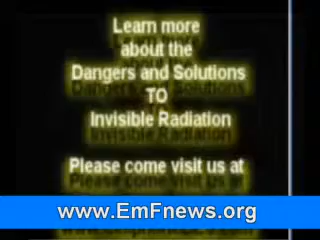 Learn more
about the
Dangers and Solutions
TO
Invisible Radiation
Please come visit us at
www.EmFnews.org